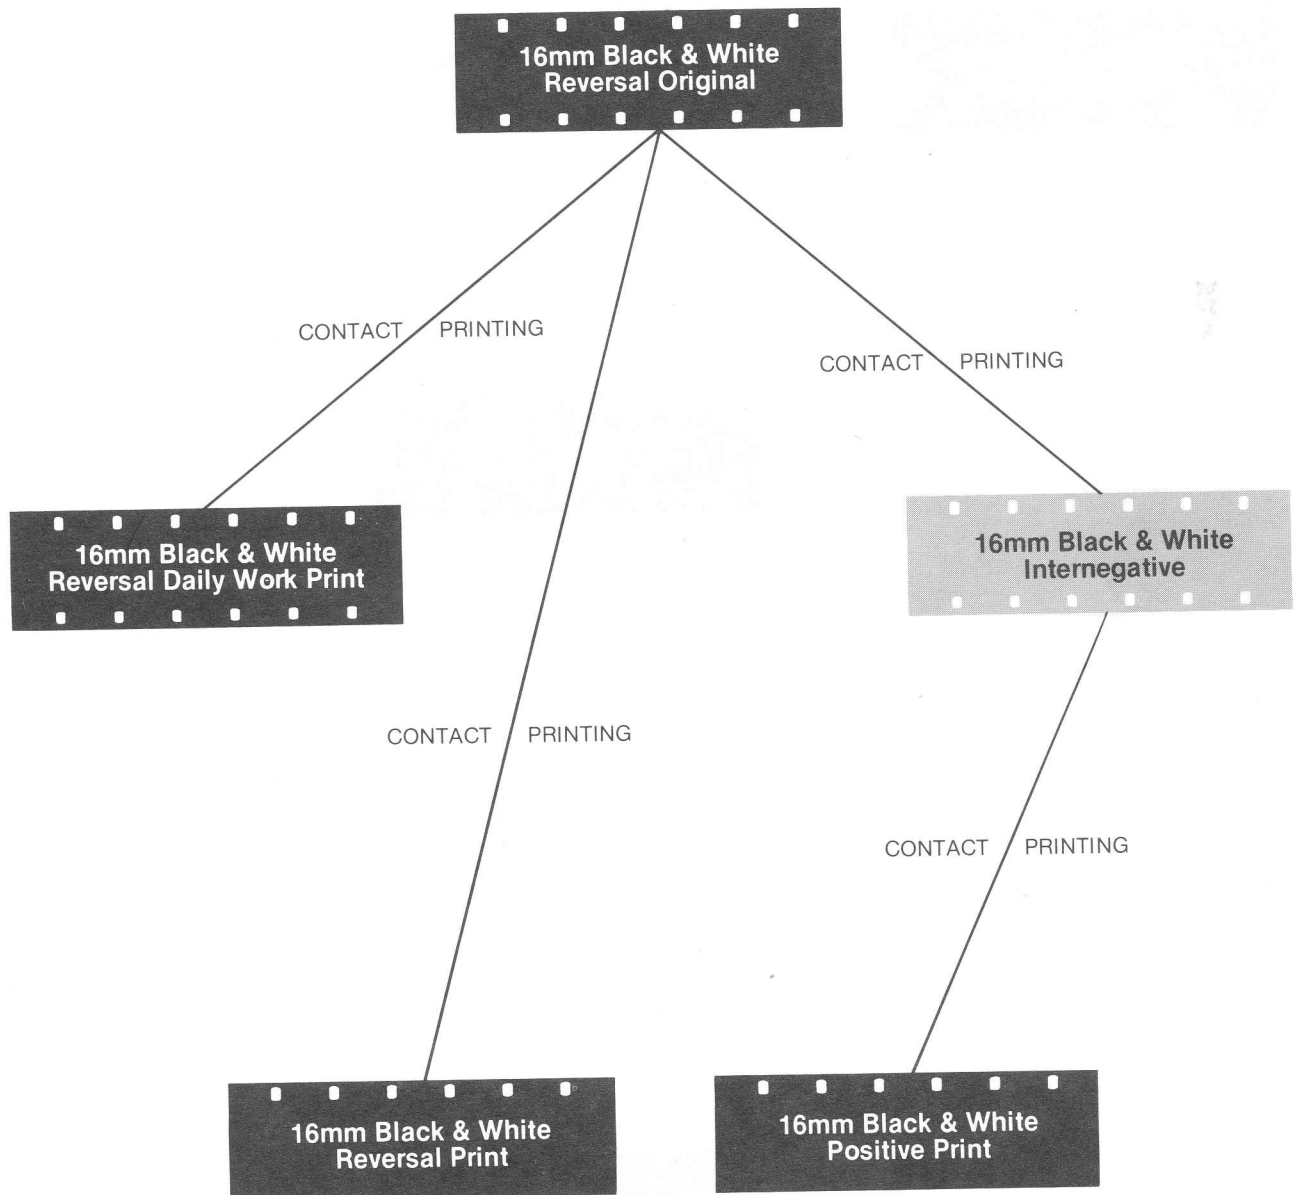 16mm Black & White
Reversal Original
CONTACT PRINTING
CONTACT PRINTING
16mm Black & White
Reversal Daily Work Print
16mm Black & White
Internegative
CONTACT PRINTING
CONTACT PRINTING
16mm Black & White
Reversal Print
16mm Black & White
Positive Print